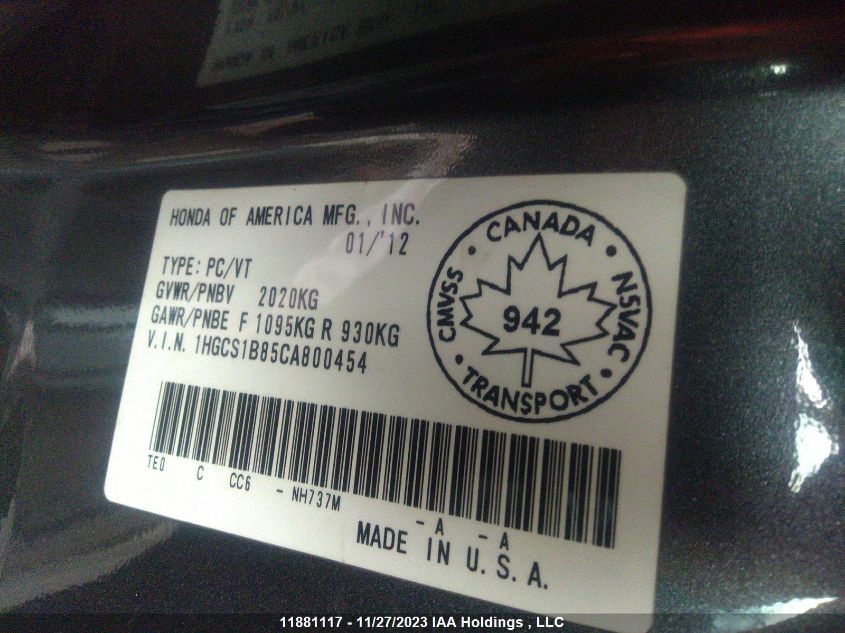 HONDA OF AMERICA MFG., INC.
01/'12
TYPE: PC/VT
GVWR/PNBV 2020KG
GAWR/PNBE F 1095KG R 930KG
V.I.N. 1HGCS1B85CA800454
CANADA
CMVSS
NSVAC
942
TRANSPORT
TE0 C CC6 - NH737M - A - A
MADE IN U.S.A.
11881117 - 11/27/2023 IAA Holdings , LLC